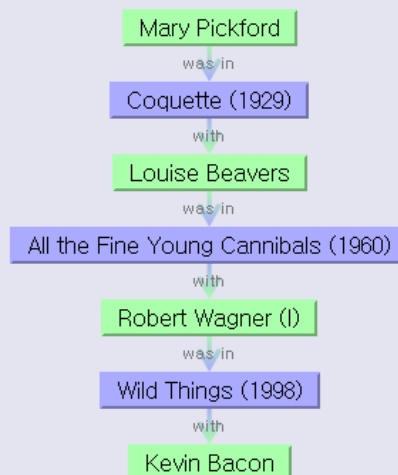 Mary Pickford
was in
Coquette (1929)
with
Louise Beavers
was in
All the Fine Young Cannibals (1960)
with
Robert Wagner (I)
was in
Wild Things (1998)
with
Kevin Bacon